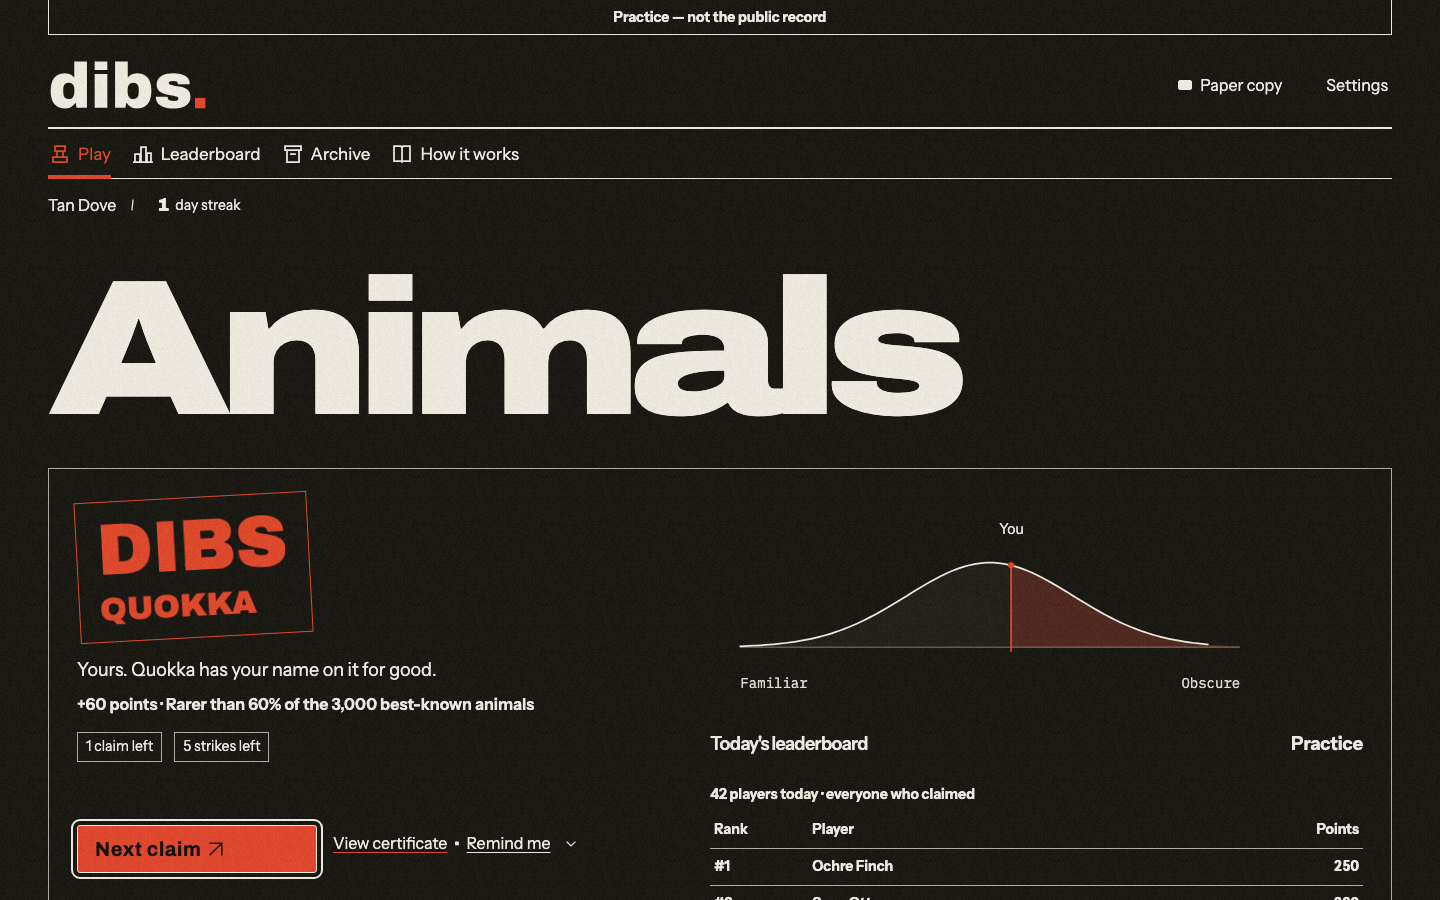 Practice — not the public record
dibs.
Paper copy
Settings
Play
Leaderboard
Archive
How it works
Tan Dove / 1 day streak
Animals
DIBS
QUOKKA
Yours. Quokka has your name on it for good.
+60 points · Rarer than 60% of the 3,000 best-known animals
1 claim left
5 strikes left
Next claim
View certificate • Remind me
You
Familiar
Obscure
Today's leaderboard
Practice
42 players today · everyone who claimed
Rank Player Points
#1 Ochre Finch 250